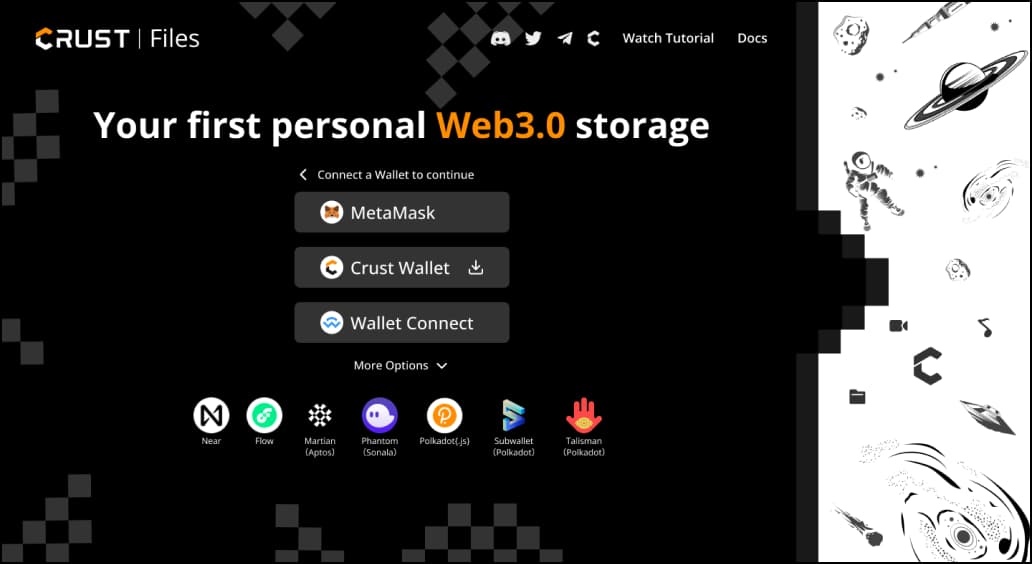 CRUST | Files
Watch Tutorial
Docs
Your first personal Web3.0 storage
Connect a Wallet to continue
MetaMask
Crust Wallet
Wallet Connect
More Options
Near
Flow
Martian
(Aptos)
Phantom
(Sonala)
Polkadot{.js}
Subwallet
(Polkadot)
Talisman
(Polkadot)